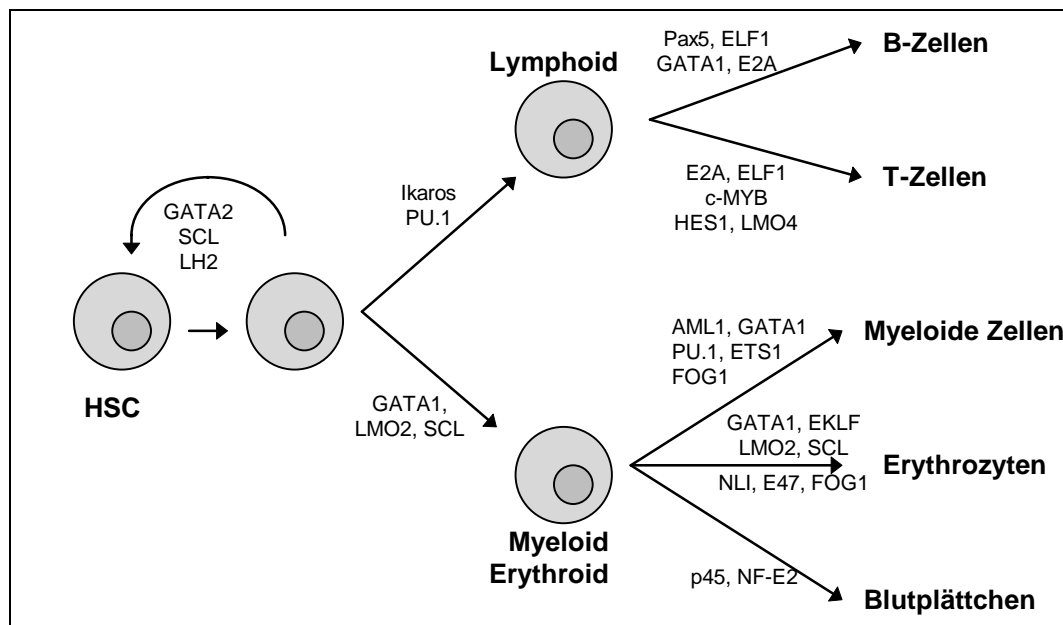 Pax5, ELF1
GATA1, E2A
B-Zellen
Lymphoid
E2A, ELF1
c-MYB
HES1, LMO4
T-Zellen
Ikaros
PU.1
GATA2
SCL
LH2
HSC
GATA1,
LMO2, SCL
AML1, GATA1
PU.1, ETS1
FOG1
Myeloide Zellen
GATA1, EKLF
LMO2, SCL
NLI, E47, FOG1
Erythrozyten
Myeloid
Erythroid
p45, NF-E2
Blutplättchen